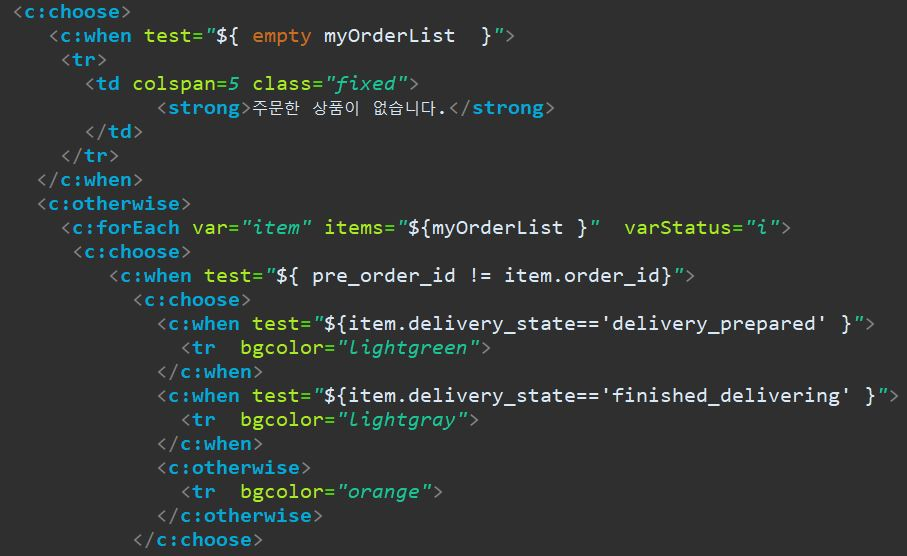 <c:choose>
<c:when test="${ empty myOrderList  }">
<tr>
<td colspan=5 class="fixed">
<strong>주문한 상품이 없습니다.</strong>
</td>
</tr>
</c:when>
<c:otherwise>
<c:forEach var="item" items="${myOrderList }"  varStatus="i">
<c:choose>
<c:when test="${ pre_order_id != item.order_id}">
<c:choose>
<c:when test="${item.delivery_state=='delivery_prepared' }">
<tr  bgcolor="lightgreen">
</c:when>
<c:when test="${item.delivery_state=='finished_delivering' }">
<tr  bgcolor="lightgray">
</c:when>
<c:otherwise>
<tr  bgcolor="orange">
</c:otherwise>
</c:choose>